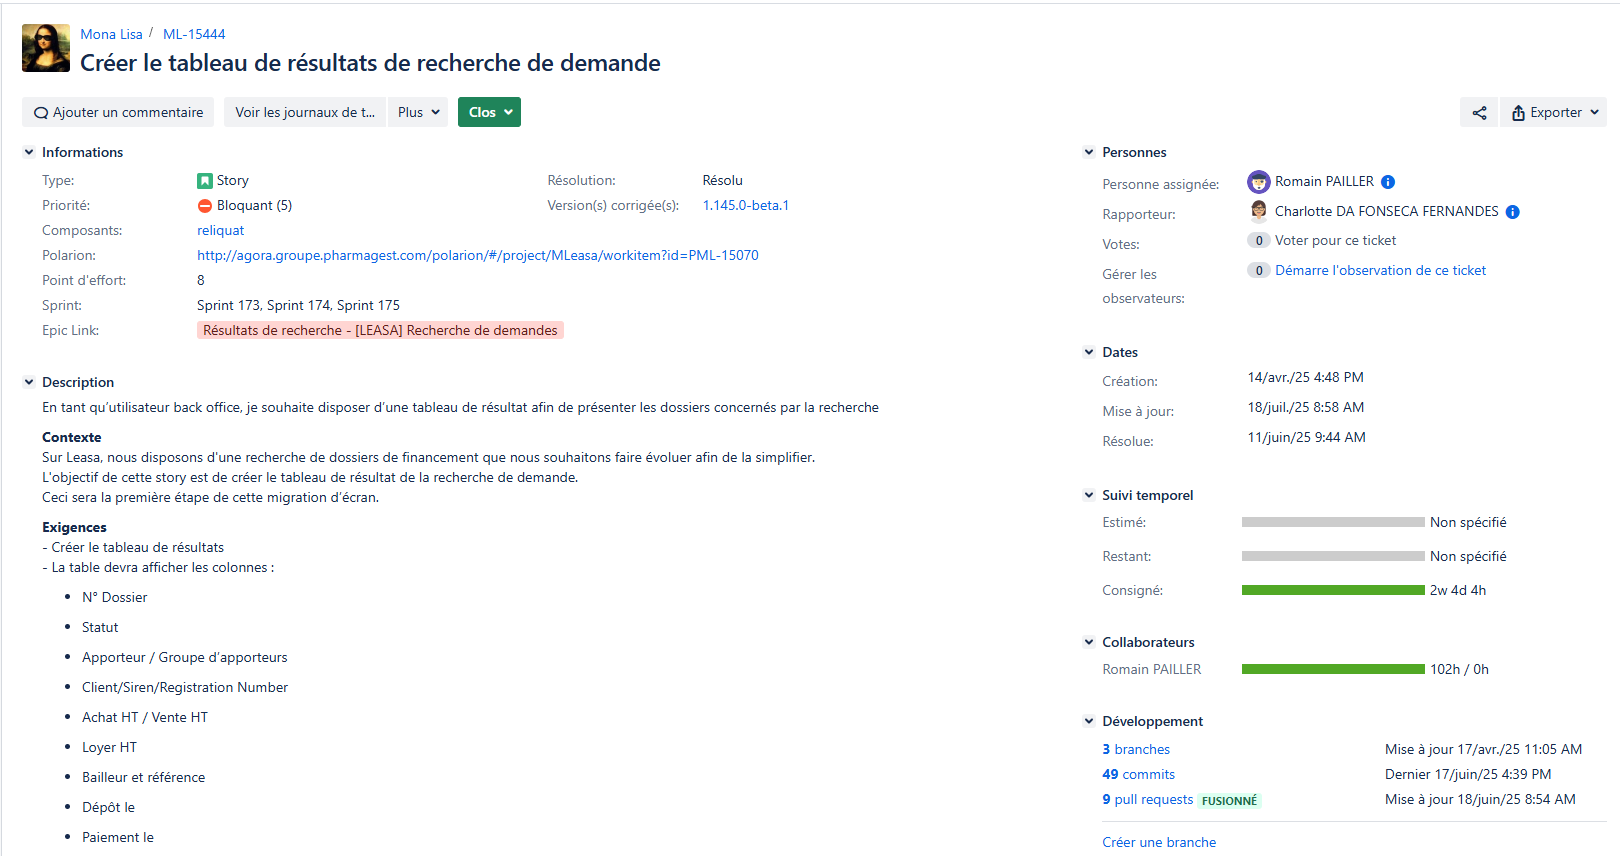 Mona Lisa / ML-15444
Créer le tableau de résultats de recherche de demande
Ajouter un commentaire
Voir les journaux de t...
Plus
Clos
Exporter
Informations
Type: Story
Résolution: Résolu
Priorité: Bloquant (5)
Version(s) corrigée(s): 1.145.0-beta.1
Composants: reliquat
Polarion: http://agora.groupe.pharmagest.com/polarion/#/project/MLeasa/workitem?id=PML-15070
Point d'effort: 8
Sprint: Sprint 173, Sprint 174, Sprint 175
Epic Link: Résultats de recherche - [LEASA] Recherche de demandes
Description
En tant qu’utilisateur back office, je souhaite disposer d’une tableau de résultat afin de présenter les dossiers concernés par la recherche
Contexte
Sur Leasa, nous disposons d'une recherche de dossiers de financement que nous souhaitons faire évoluer afin de la simplifier.
L'objectif de cette story est de créer le tableau de résultat de la recherche de demande.
Ceci sera la première étape de cette migration d’écran.
Exigences
- Créer le tableau de résultats
- La table devra afficher les colonnes :
• N° Dossier
• Statut
• Apporteur / Groupe d’apporteurs
• Client/Siren/Registration Number
• Achat HT / Vente HT
• Loyer HT
• Bailleur et référence
• Dépôt le
• Paiement le
Personnes
Personne assignée: Romain PAILLER
Rapporteur: Charlotte DA FONSECA FERNANDES
Votes: 0 Voter pour ce ticket
Gérer les observateurs: 0 Démarre l'observation de ce ticket
Dates
Création: 14/avr./25 4:48 PM
Mise à jour: 18/juil./25 8:58 AM
Résolue: 11/juin/25 9:44 AM
Suivi temporel
Estimé: Non spécifié
Restant: Non spécifié
Consigné: 2w 4d 4h
Collaborateurs
Romain PAILLER 102h / 0h
Développement
3 branches Mise à jour 17/avr./25 11:05 AM
49 commits Dernier 17/juin/25 4:39 PM
9 pull requests FUSIONNÉ Mise à jour 18/juin/25 8:54 AM
Créer une branche